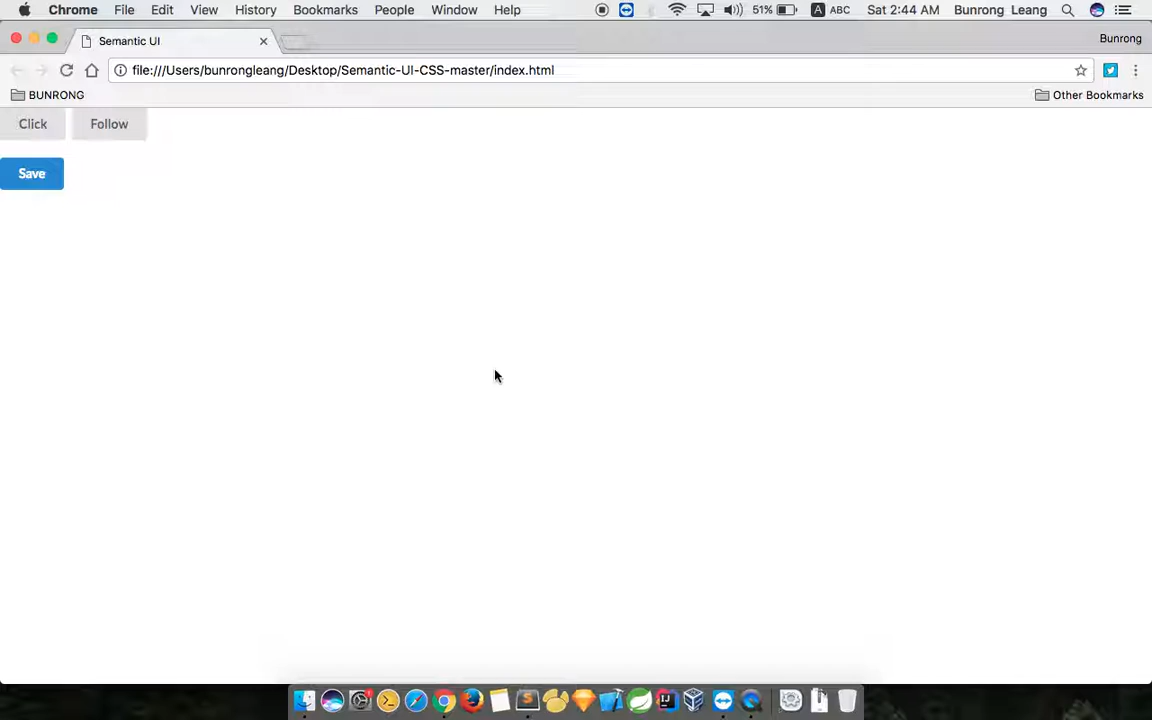 Chrome File Edit View History Bookmarks People Window Help 51% A ABC Sat 2:44 AM Bunrong Leang
Semantic UI Bunrong
file:///Users/bunrongleang/Desktop/Semantic-UI-CSS-master/index.html
BUNRONG Other Bookmarks
Click Follow
Save